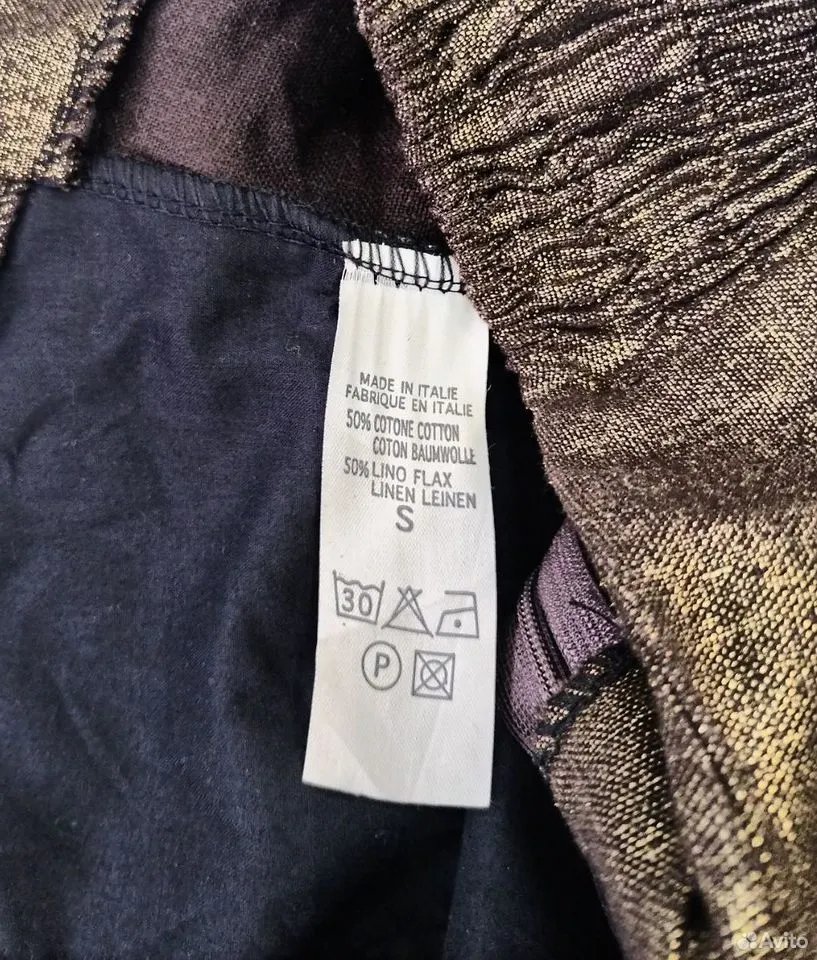 MADE IN ITALIE
FABRIQUE EN ITALIE
50% COTONE COTTON
COTON BAUMWOLLE
50% LINO FLAX
LINEN LEINEN
S
30
P
Avito